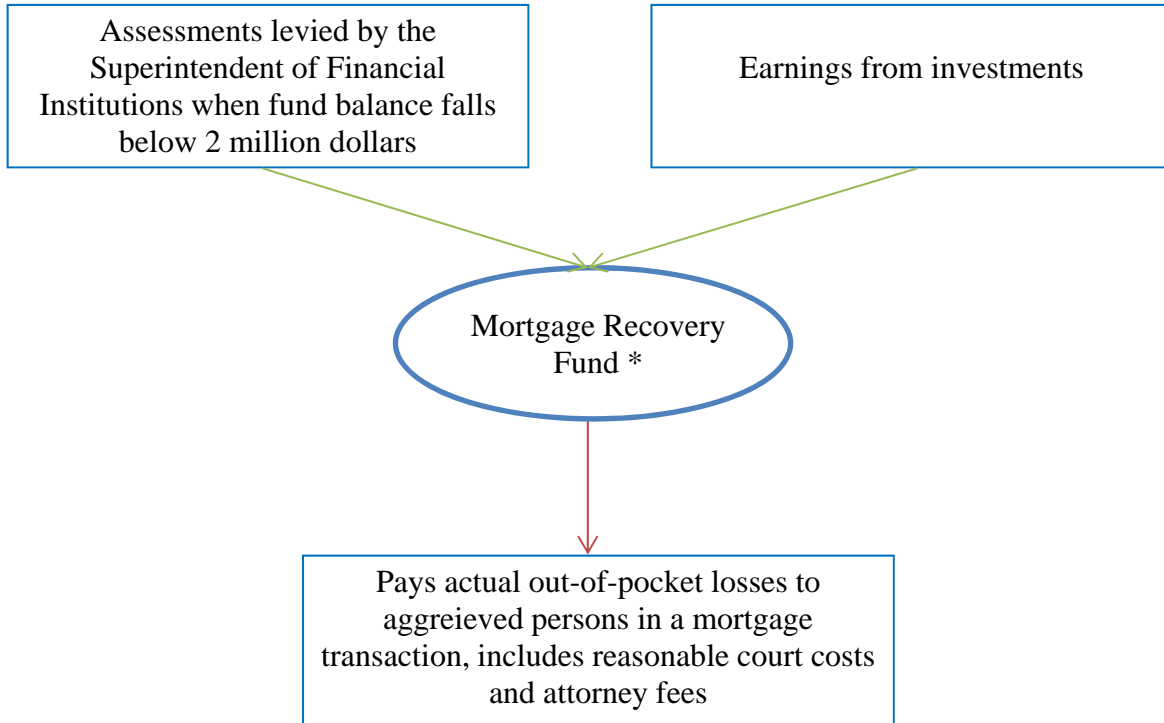 Assessments levied by the
Superintendent of Financial
Institutions when fund balance falls
below 2 million dollars
Earnings from investments
Mortgage Recovery
Fund *
Pays actual out-of-pocket losses to
aggreieved persons in a mortgage
transaction, includes reasonable court costs
and attorney fees